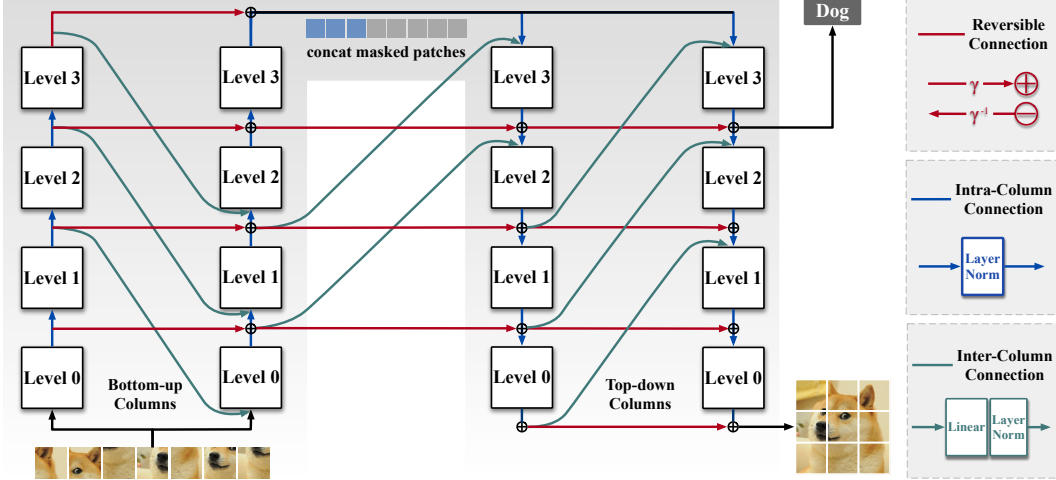 Dog
concat masked patches
Level 3
Level 3
Level 3
Level 3
Level 2
Level 2
Level 2
Level 2
Level 1
Level 1
Level 1
Level 1
Level 0
Level 0
Level 0
Level 0
Bottom-up
Columns
Top-down
Columns
Reversible
Connection
γ
γ⁻¹
Intra-Column
Connection
Layer
Norm
Inter-Column
Connection
Linear
Layer
Norm